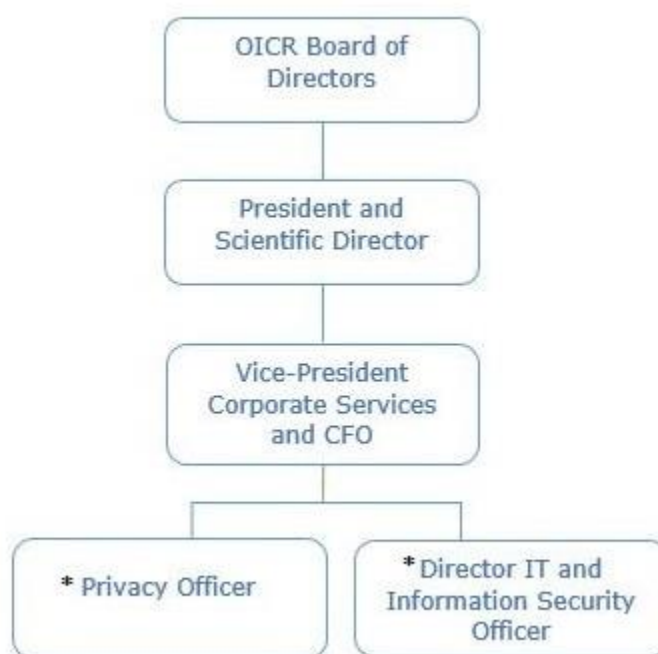 OICR Board of
Directors
President and
Scientific Director
Vice-President
Corporate Services
and CFO
* Privacy Officer
* Director IT and
Information Security
Officer